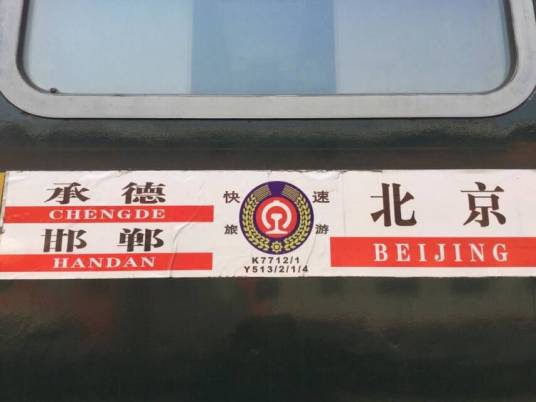 承德
CHENGDE
邯郸
HANDAN
快速
旅游
K7712/1
Y513/2/1/4
北京
BEIJING